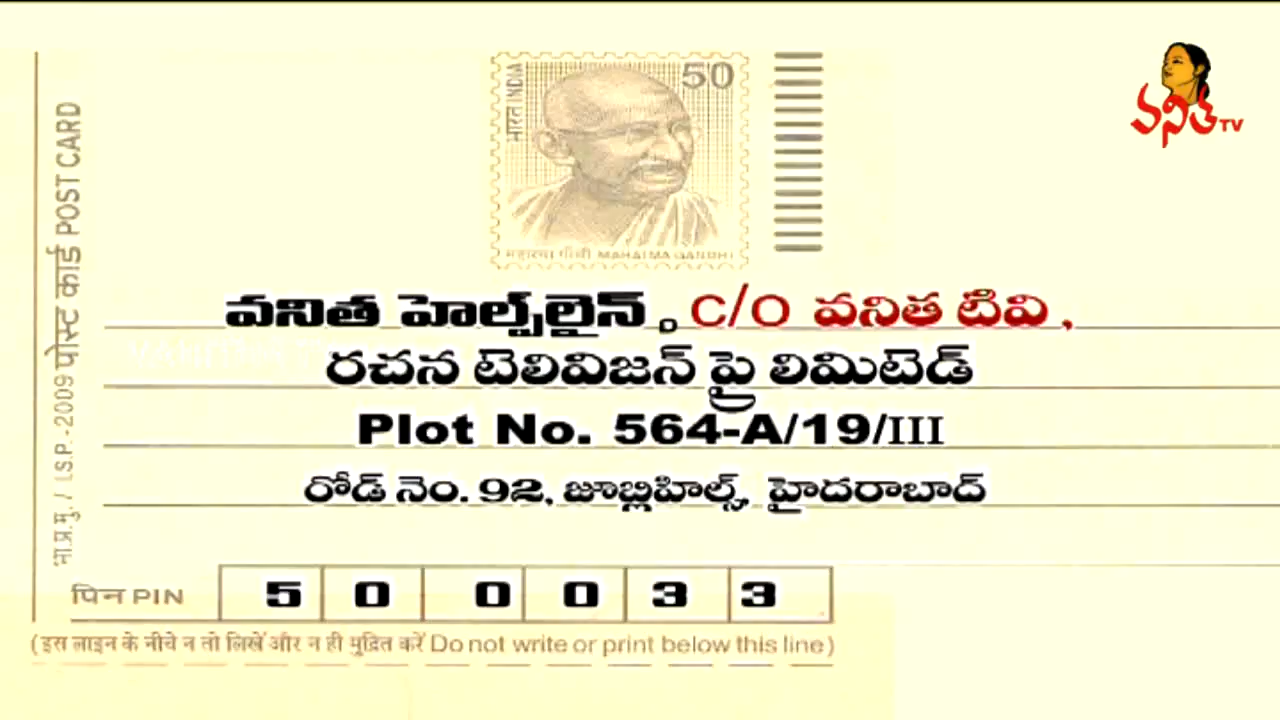 50
भारत INDIA
महात्मा गाँधी MAHATMA GANDHI
వనిత TV
भा.प्र.मु./ I.S.P.-2009 पोस्ट कार्ड POST CARD
వనిత హెల్ప్‌లైన్, C/O వనిత టీవి,
రచన టెలివిజన్ ప్రై లిమిటెడ్
Plot No. 564-A/19/III
రోడ్ నెం. 92, జూబ్లిహిల్స్, హైదరాబాద్
पिन PIN 5 0 0 0 3 3
(इस लाइन के नीचे न तो लिखें और न ही मुद्रित करें Do not write or print below this line)